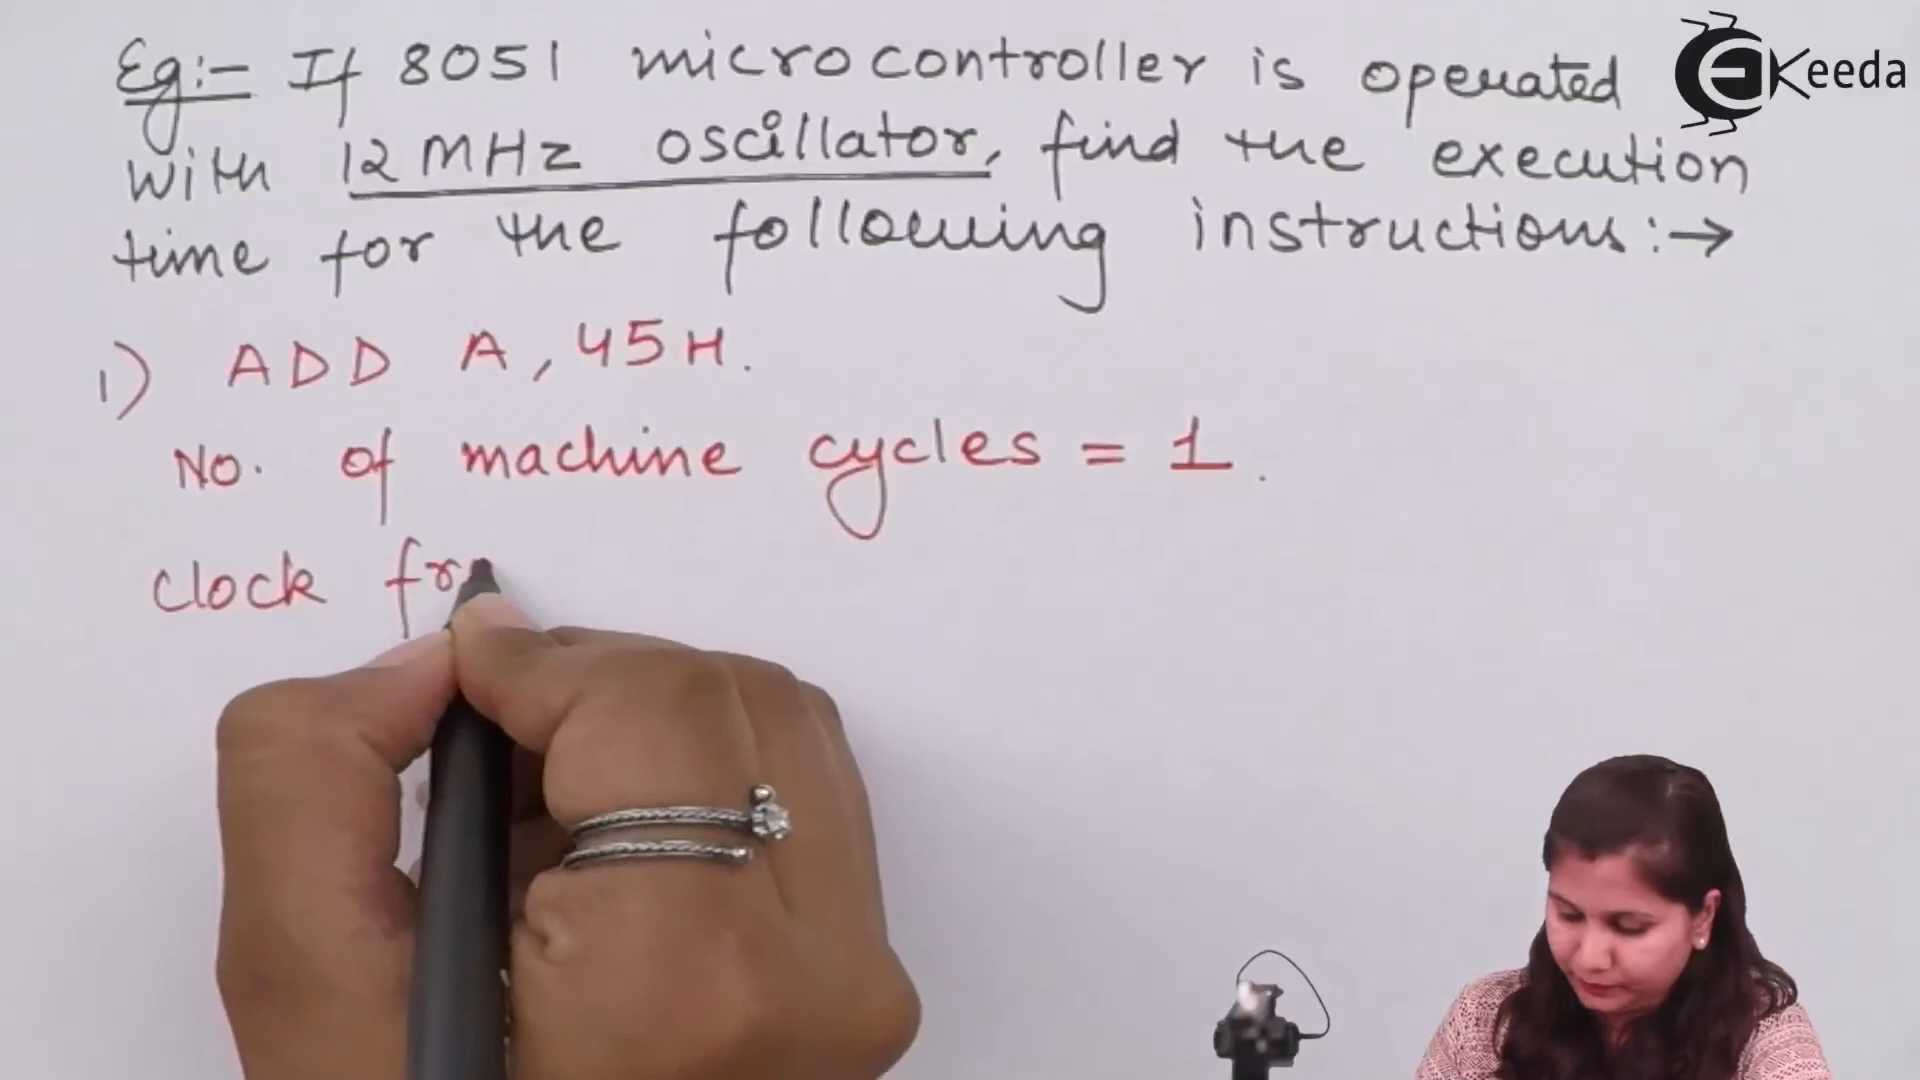 Eg:- If 8051 microcontroller is operated
with 12 MHz oscillator, find the execution
time for the following instructions:→
1) ADD A, 45H.
No. of machine cycles = 1.
Clock fr
EKeeda